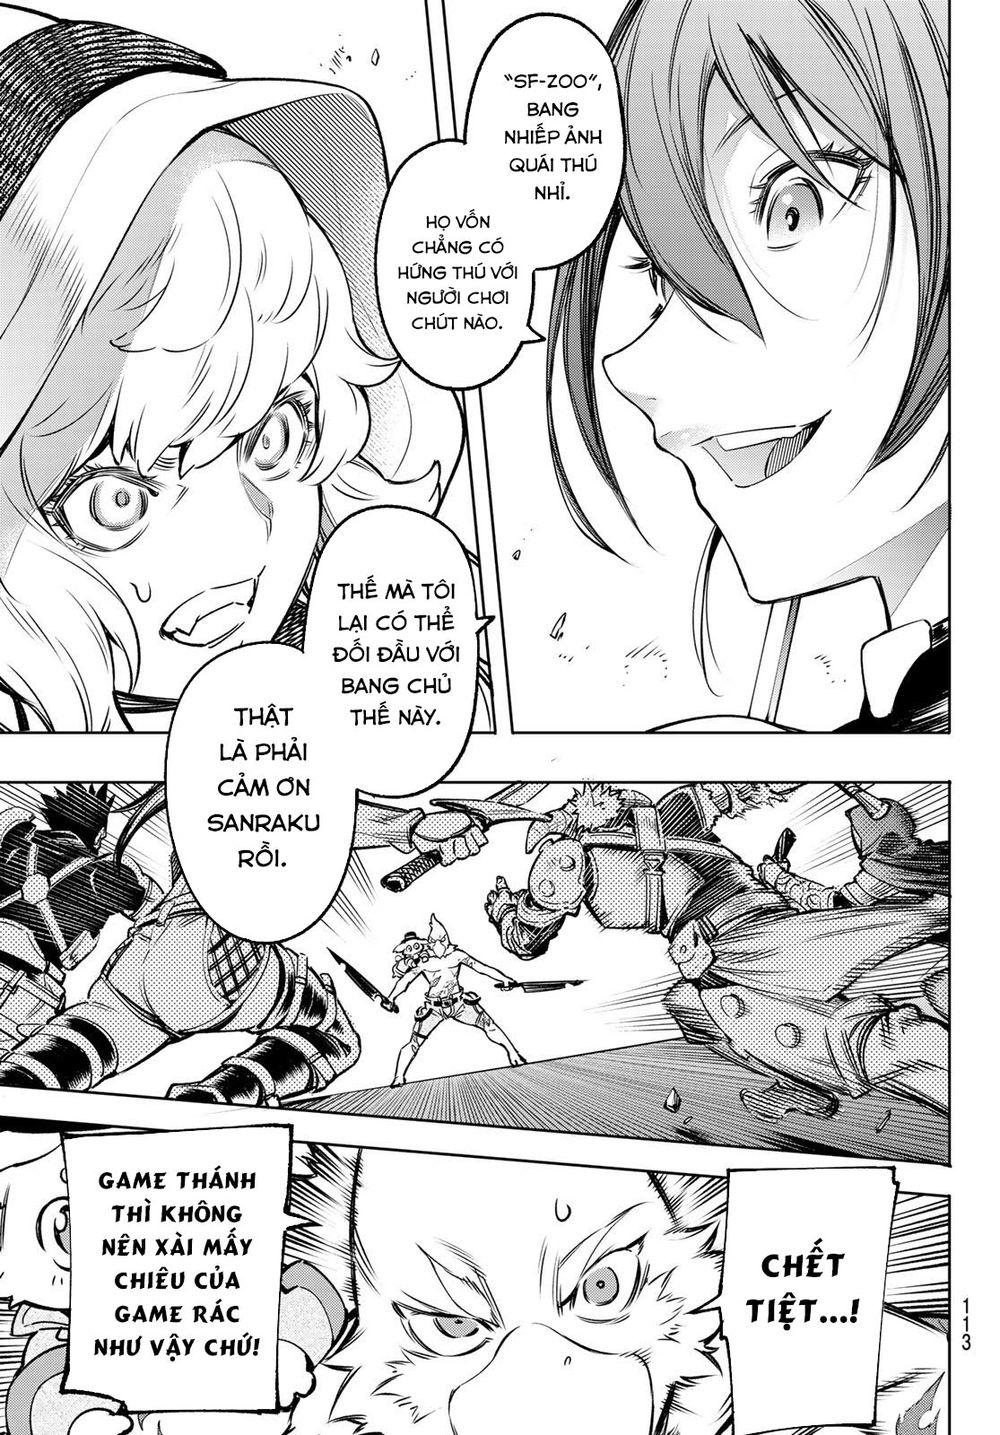 "SF-ZOO",
BANG
NHIẾP ẢNH
QUÁI THÚ
NHỈ.
HỌ VỐN
CHẲNG CÓ
HỨNG THÚ VỚI
NGƯỜI CHƠI
CHÚT NÀO.
THẾ MÀ TÔI
LẠI CÓ THỂ
ĐỐI ĐẦU VỚI
BANG CHỦ
THẾ NÀY.
THẬT
LÀ PHẢI
CẢM ƠN
SANRAKU
RỒI.
CHẾT
TIỆT...!
GAME THÁNH
THÌ KHÔNG
NÊN XÀI MẤY
CHIÊU CỦA
GAME RÁC
NHƯ VẬY CHỨ!
113